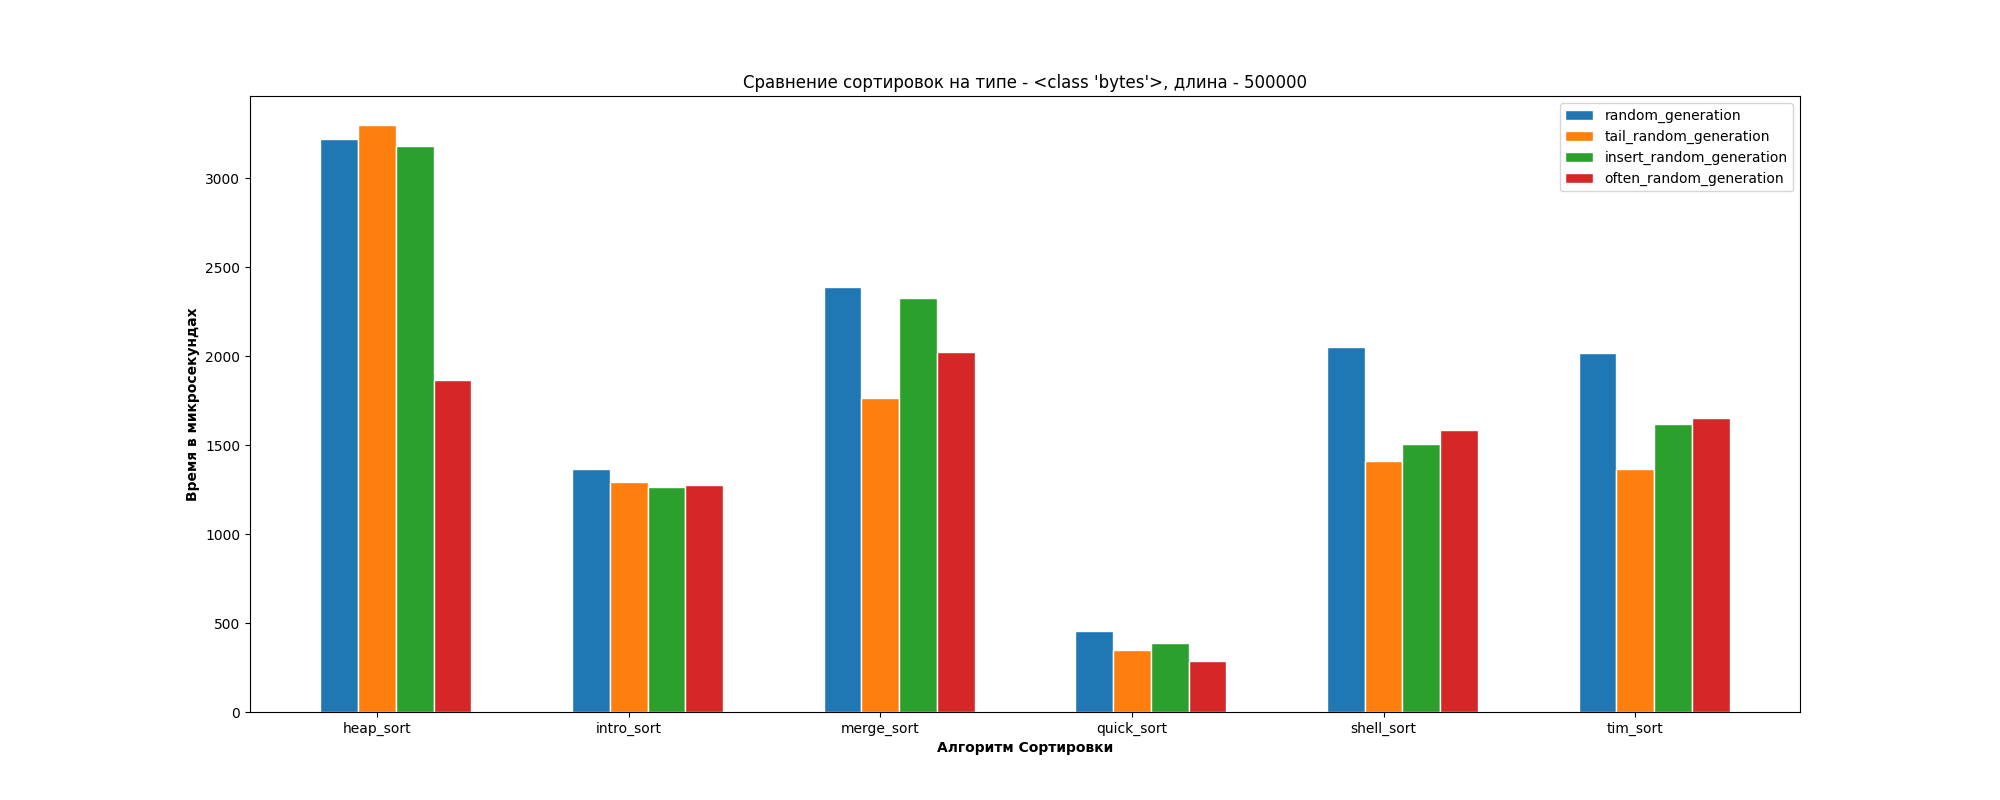 Сравнение сортировок на типе - <class 'bytes'>, длина - 500000
random_generation
tail_random_generation
insert_random_generation
often_random_generation
Время в микросекундах
3000
2500
2000
1500
1000
500
0
heap_sort
intro_sort
merge_sort
quick_sort
shell_sort
tim_sort
Алгоритм Сортировки